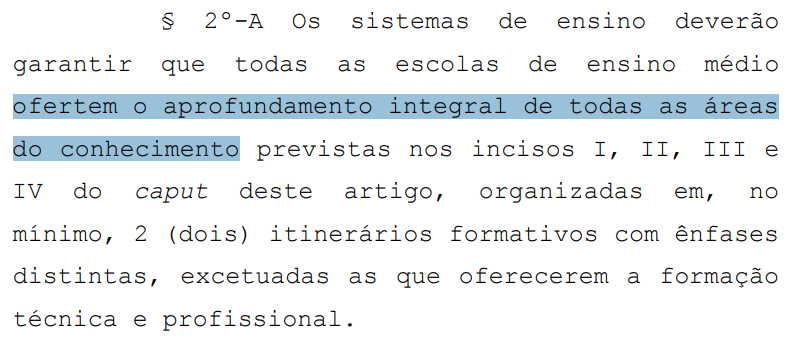 § 2º-A Os sistemas de ensino deverão
garantir que todas as escolas de ensino médio
ofertem o aprofundamento integral de todas as áreas
do conhecimento previstas nos incisos I, II, III e
IV do caput deste artigo, organizadas em, no
mínimo, 2 (dois) itinerários formativos com ênfases
distintas, excetuadas as que oferecerem a formação
técnica e profissional.